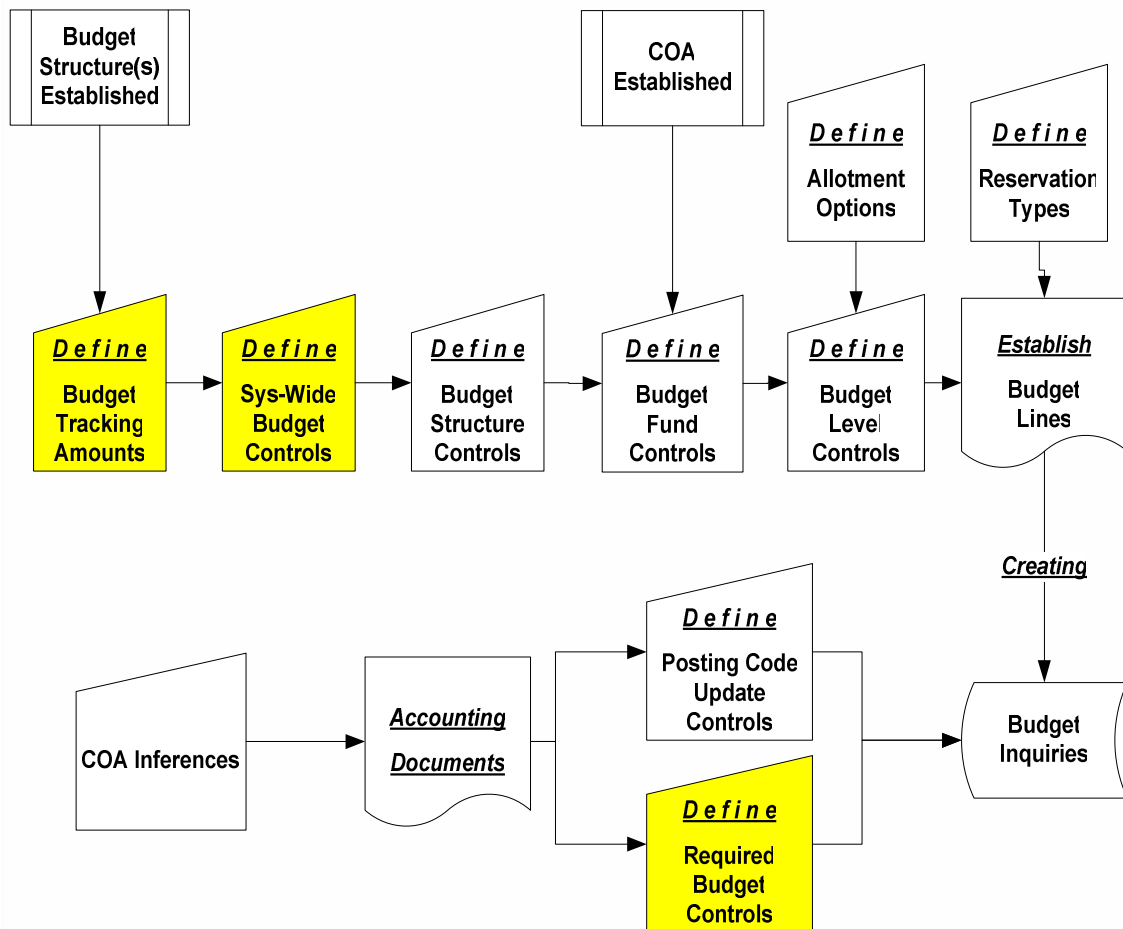 Budget
Structure(s)
Established
COA
Established
Define
Allotment
Options
Define
Reservation
Types
Define
Budget
Tracking
Amounts
Define
Sys-Wide
Budget
Controls
Define
Budget
Structure
Controls
Define
Budget
Fund
Controls
Define
Budget
Level
Controls
Establish
Budget
Lines
Creating
COA Inferences
Accounting
Documents
Define
Posting Code
Update
Controls
Define
Required
Budget
Controls
Budget
Inquiries